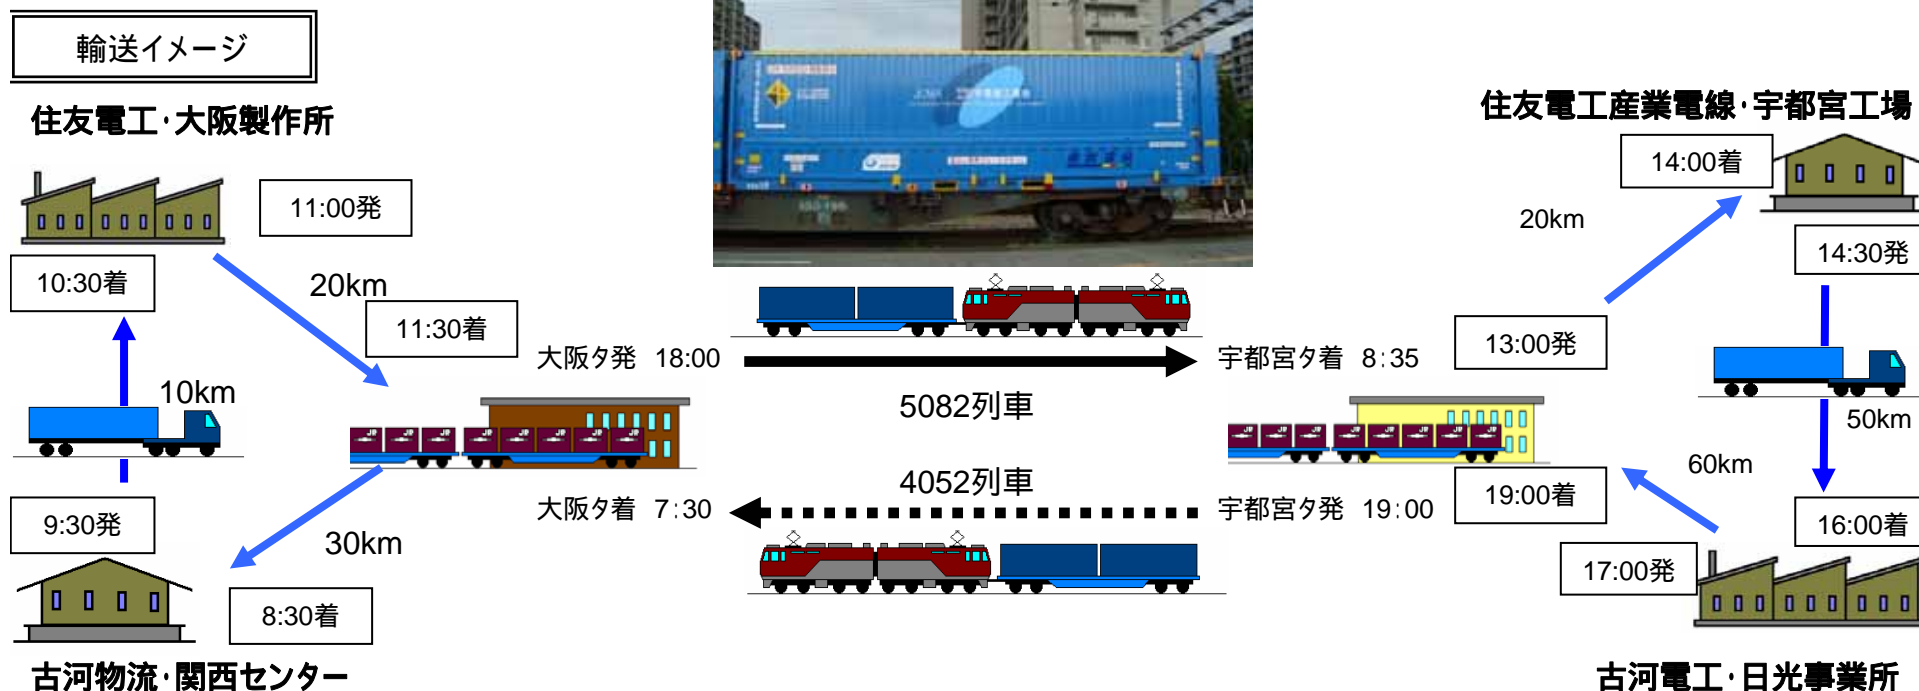 輸送イメージ
住友電工・大阪製作所
11:00発
10:30着
20km
11:30着
10km
9:30発
30km
8:30着
古河物流・関西センター
大阪タ発 18:00
宇都宮タ着 8:35
5082列車
4052列車
大阪タ着 7:30
宇都宮タ発 19:00
住友電工産業電線・宇都宮工場
14:00着
20km
14:30発
13:00発
50km
60km
19:00着
16:00着
17:00発
古河電工・日光事業所